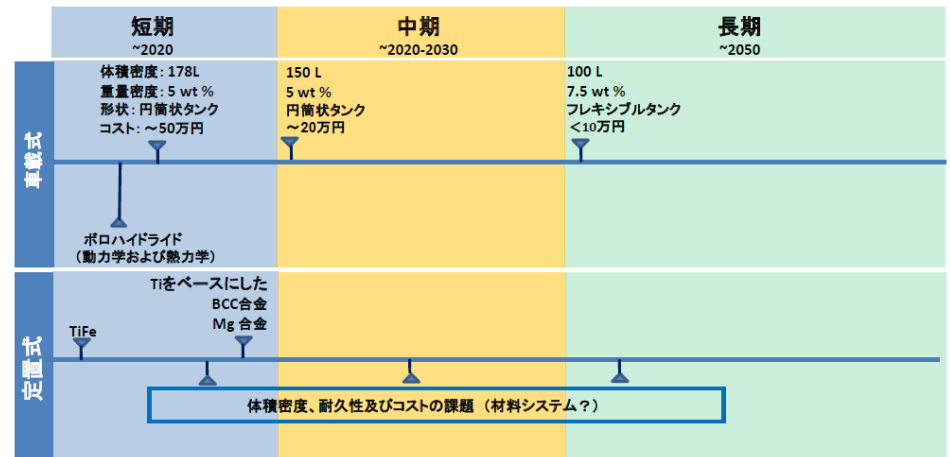 短期
~2020
中期
~2020-2030
長期
~2050
車載式
体積密度：178L
重量密度：5 wt %
形状：円筒状タンク
コスト：～50万円
150 L
5 wt %
円筒状タンク
～20万円
100 L
7.5 wt %
フレキシブルタンク
＜10万円
ボロハイドライド
（動力学および熱力学）
定置式
TiFe
Tiをベースにした
BCC合金
Mg 合金
体積密度、耐久性及びコストの課題 （材料システム？）